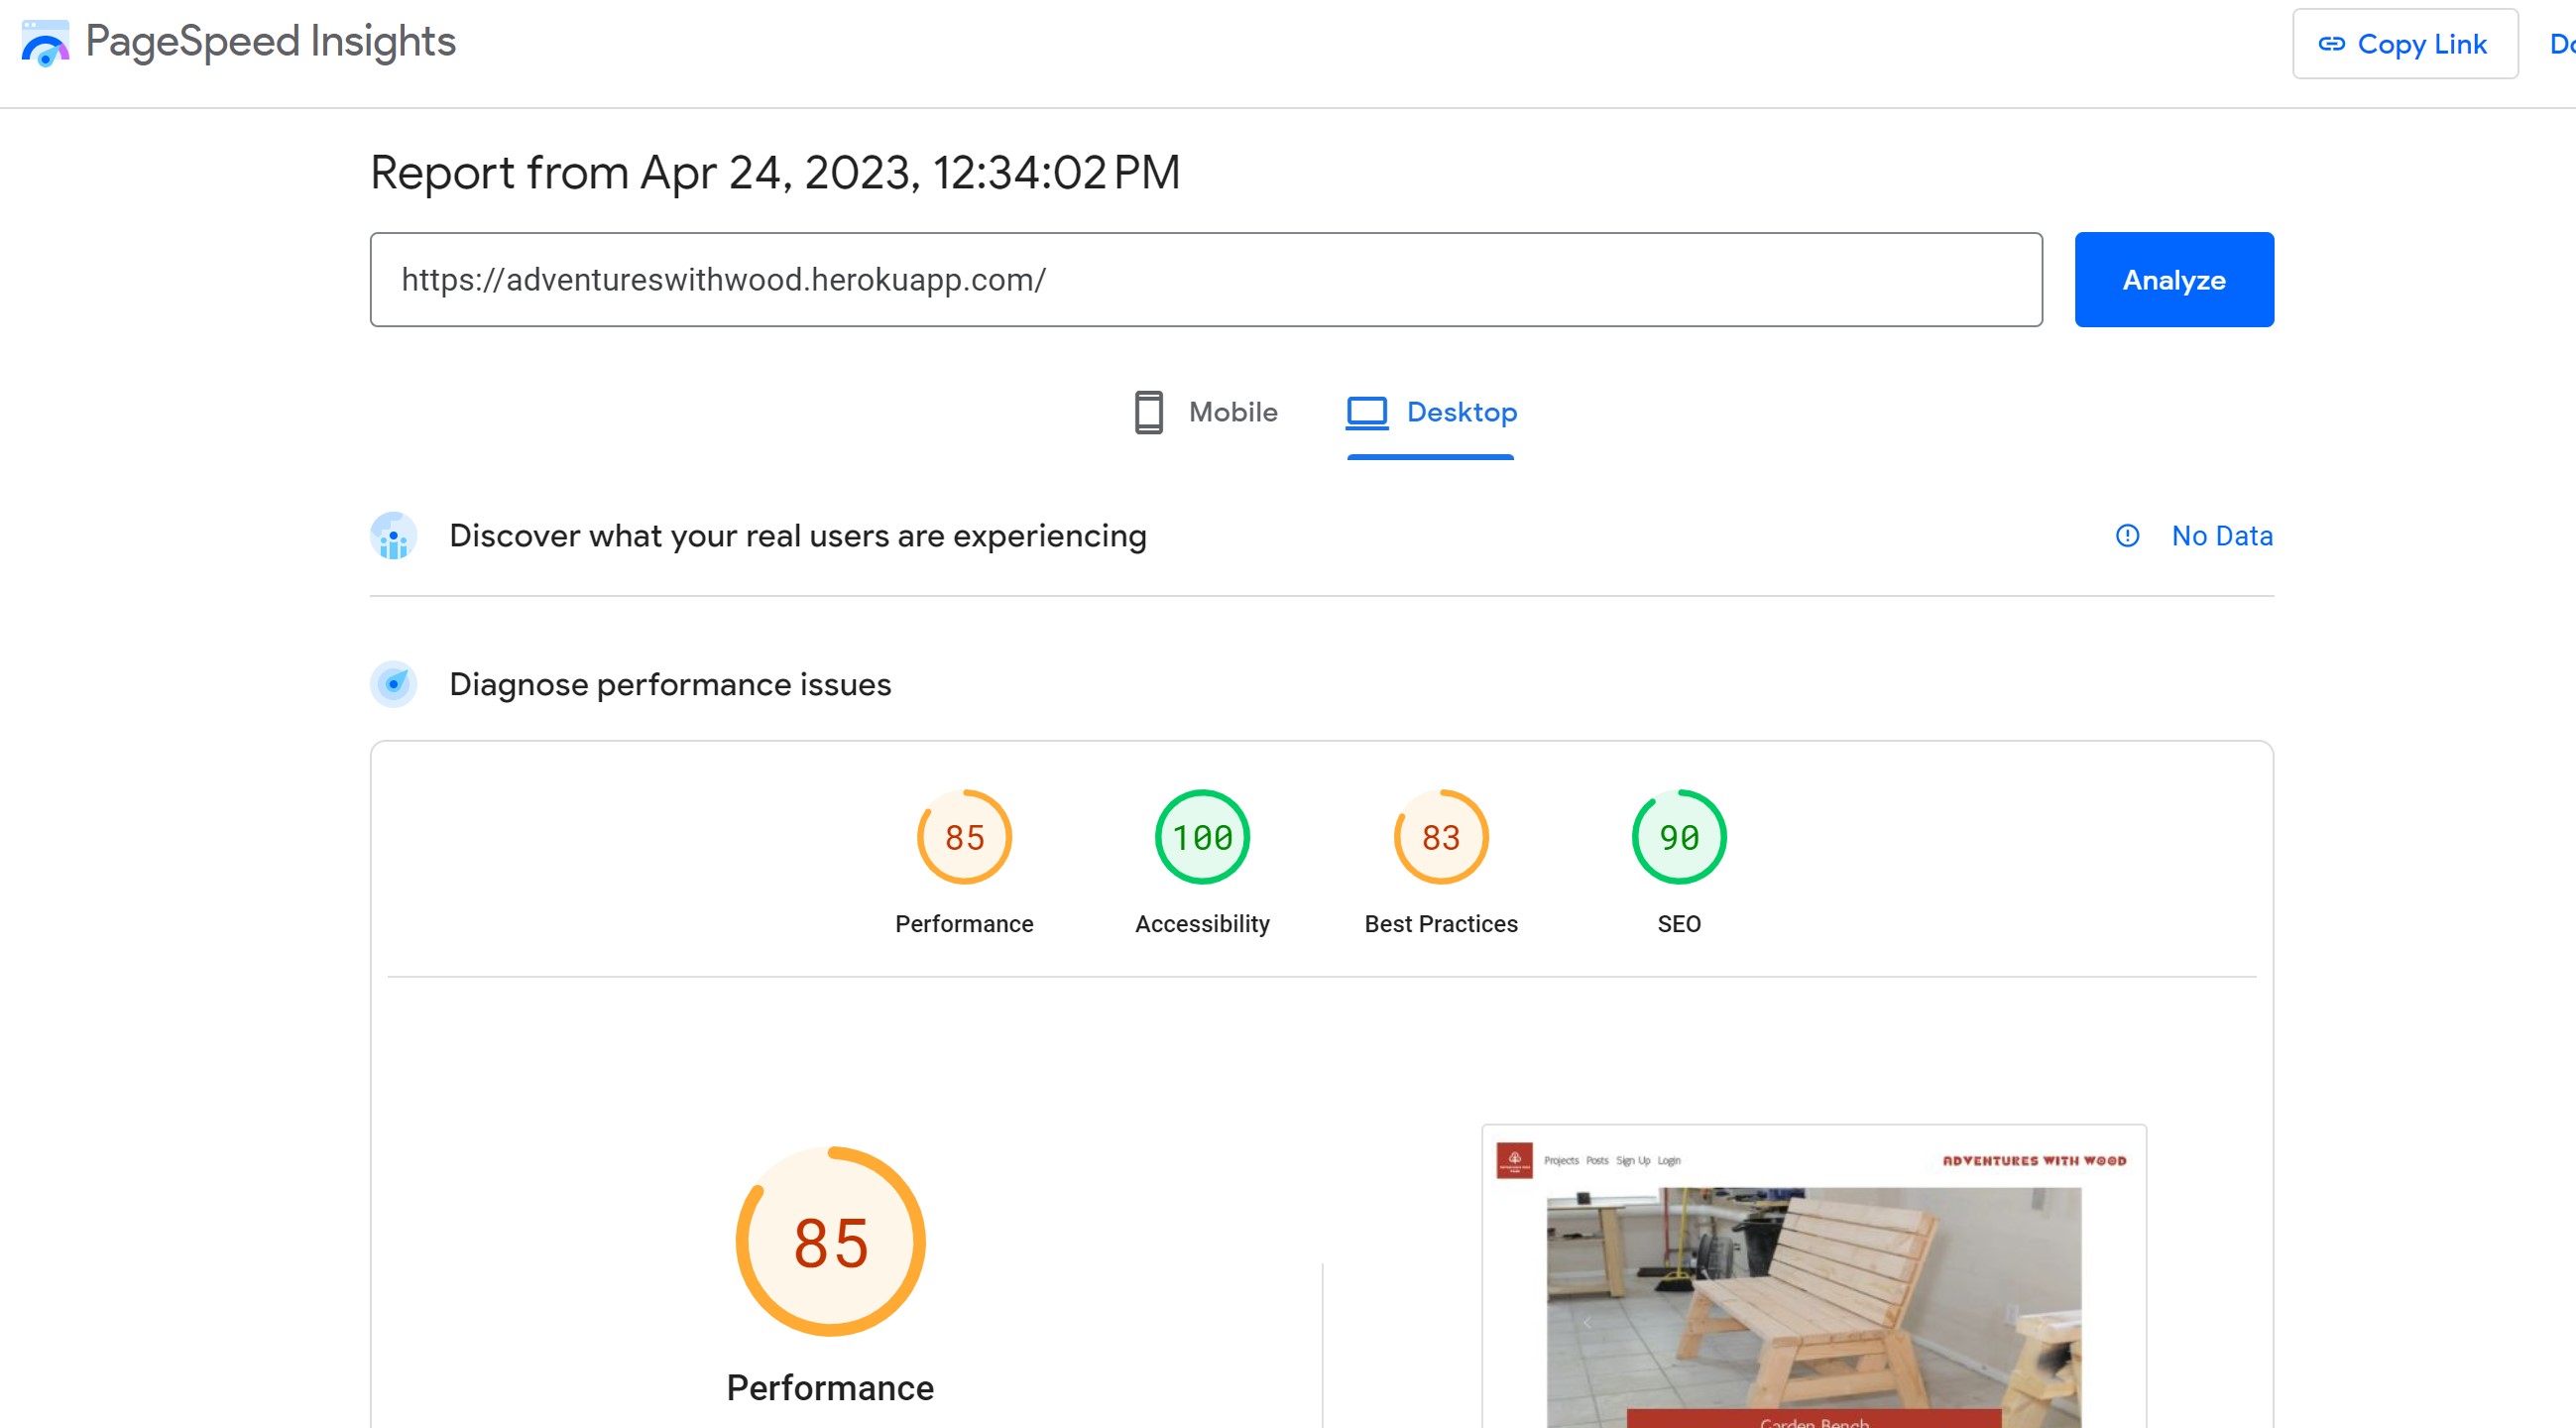 PageSpeed Insights
Copy Link
Report from Apr 24, 2023, 12:34:02 PM
https://adventureswithwood.herokuapp.com/
Analyze
Mobile
Desktop
Discover what your real users are experiencing
No Data
Diagnose performance issues
85
100
83
90
Performance
Accessibility
Best Practices
SEO
85
Performance
Projects Posts Sign Up Login
ADVENTURES WITH WOOD
Garden Bench